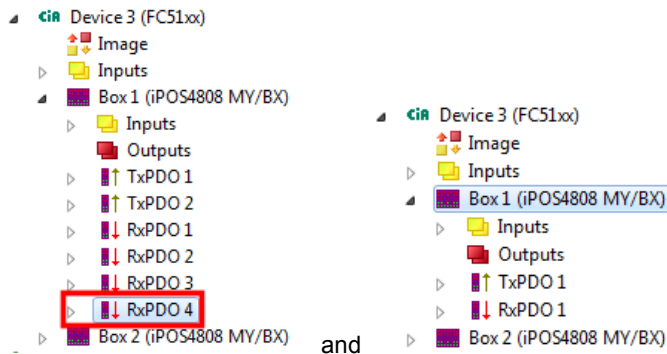 CiA Device 3 (FC51xx)
Image
Inputs
Box 1 (iPOS4808 MY/BX)
Inputs
Outputs
TxPDO 1
TxPDO 2
RxPDO 1
RxPDO 2
RxPDO 3
RxPDO 4
Box 2 (iPOS4808 MY/BX)
and
CiA Device 3 (FC51xx)
Image
Inputs
Box 1 (iPOS4808 MY/BX)
Inputs
Outputs
TxPDO 1
RxPDO 1
Box 2 (iPOS4808 MY/BX)